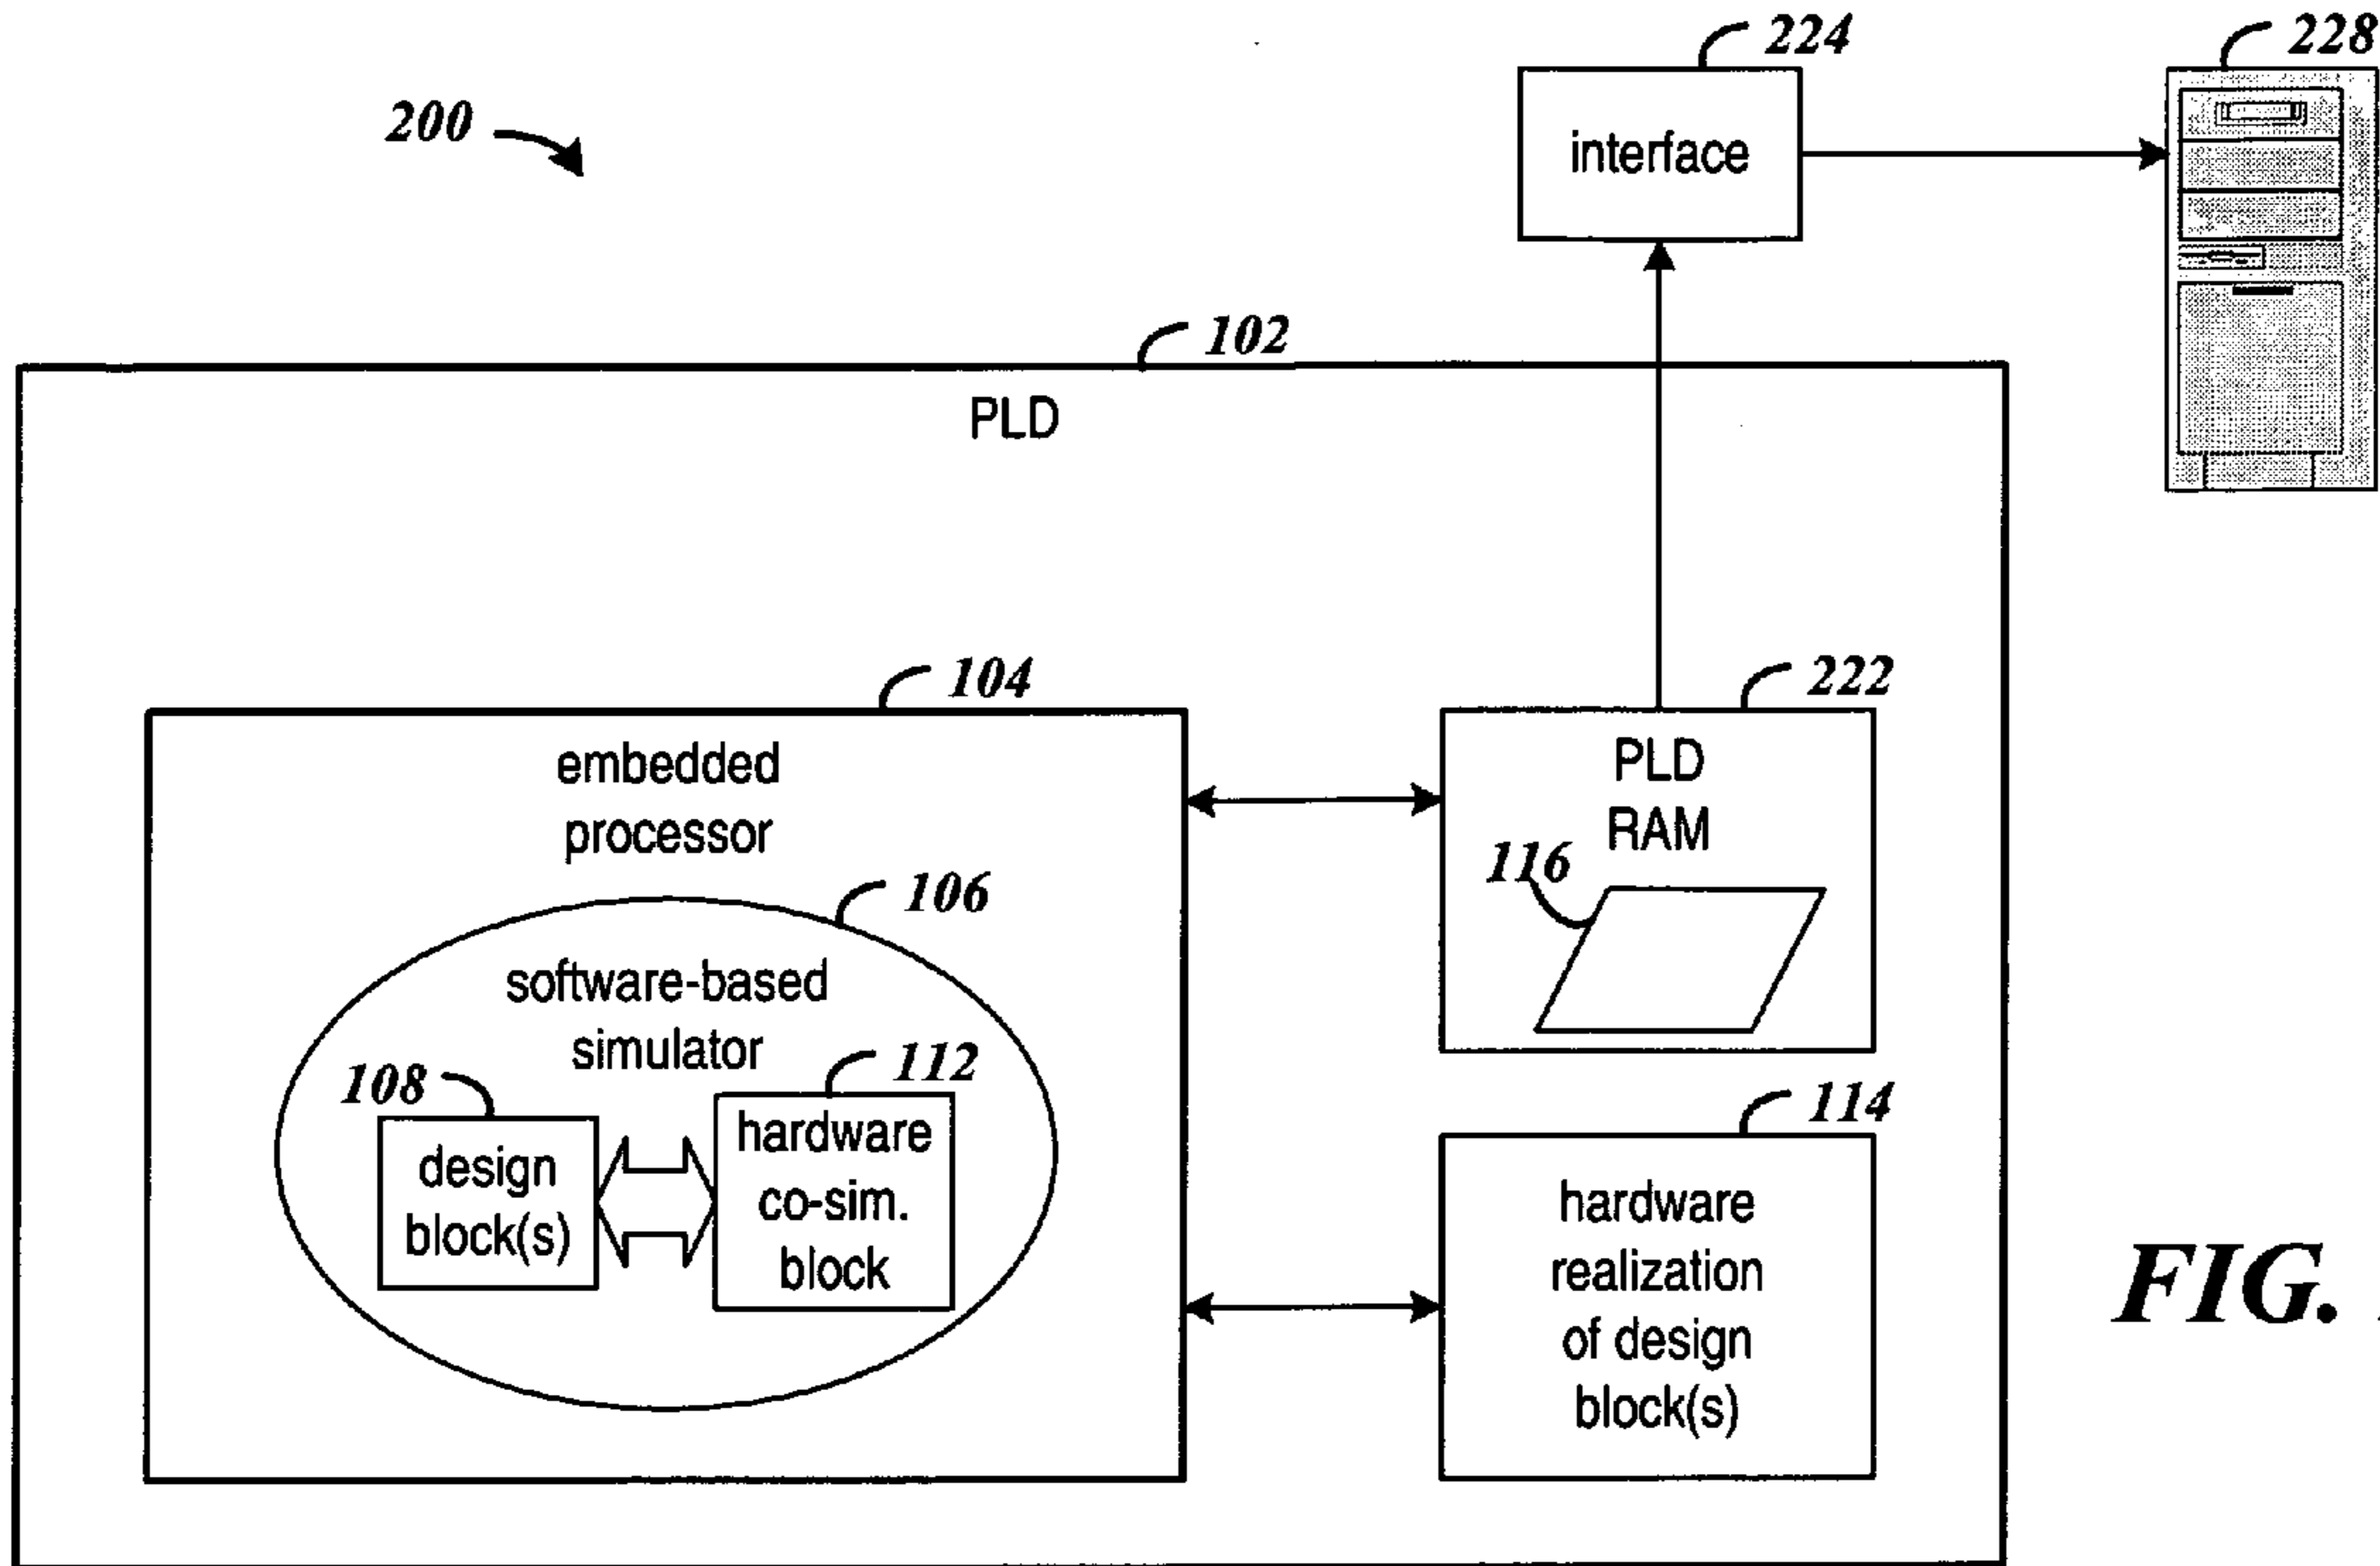 224
228
200
interface
102
PLD
104
222
embedded
processor
PLD
RAM
116
106
software-based
simulator
108
112
114
design
block(s)
hardware
co-sim.
block
hardware
realization
of design
block(s)
FIG.